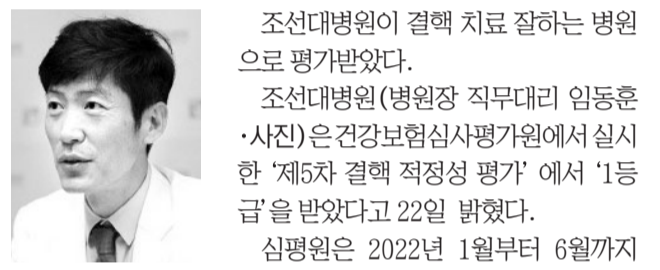 조선대병원이 결핵 치료 잘하는 병원
으로 평가받았다.
조선대병원(병원장 직무대리 임동훈
·사진)은 건강보험심사평가원에서 실시
한 ‘제5차 결핵 적정성 평가’ 에서 ‘1등
급’을 받았다고 22일 밝혔다.
심평원은 2022년 1월부터 6월까지